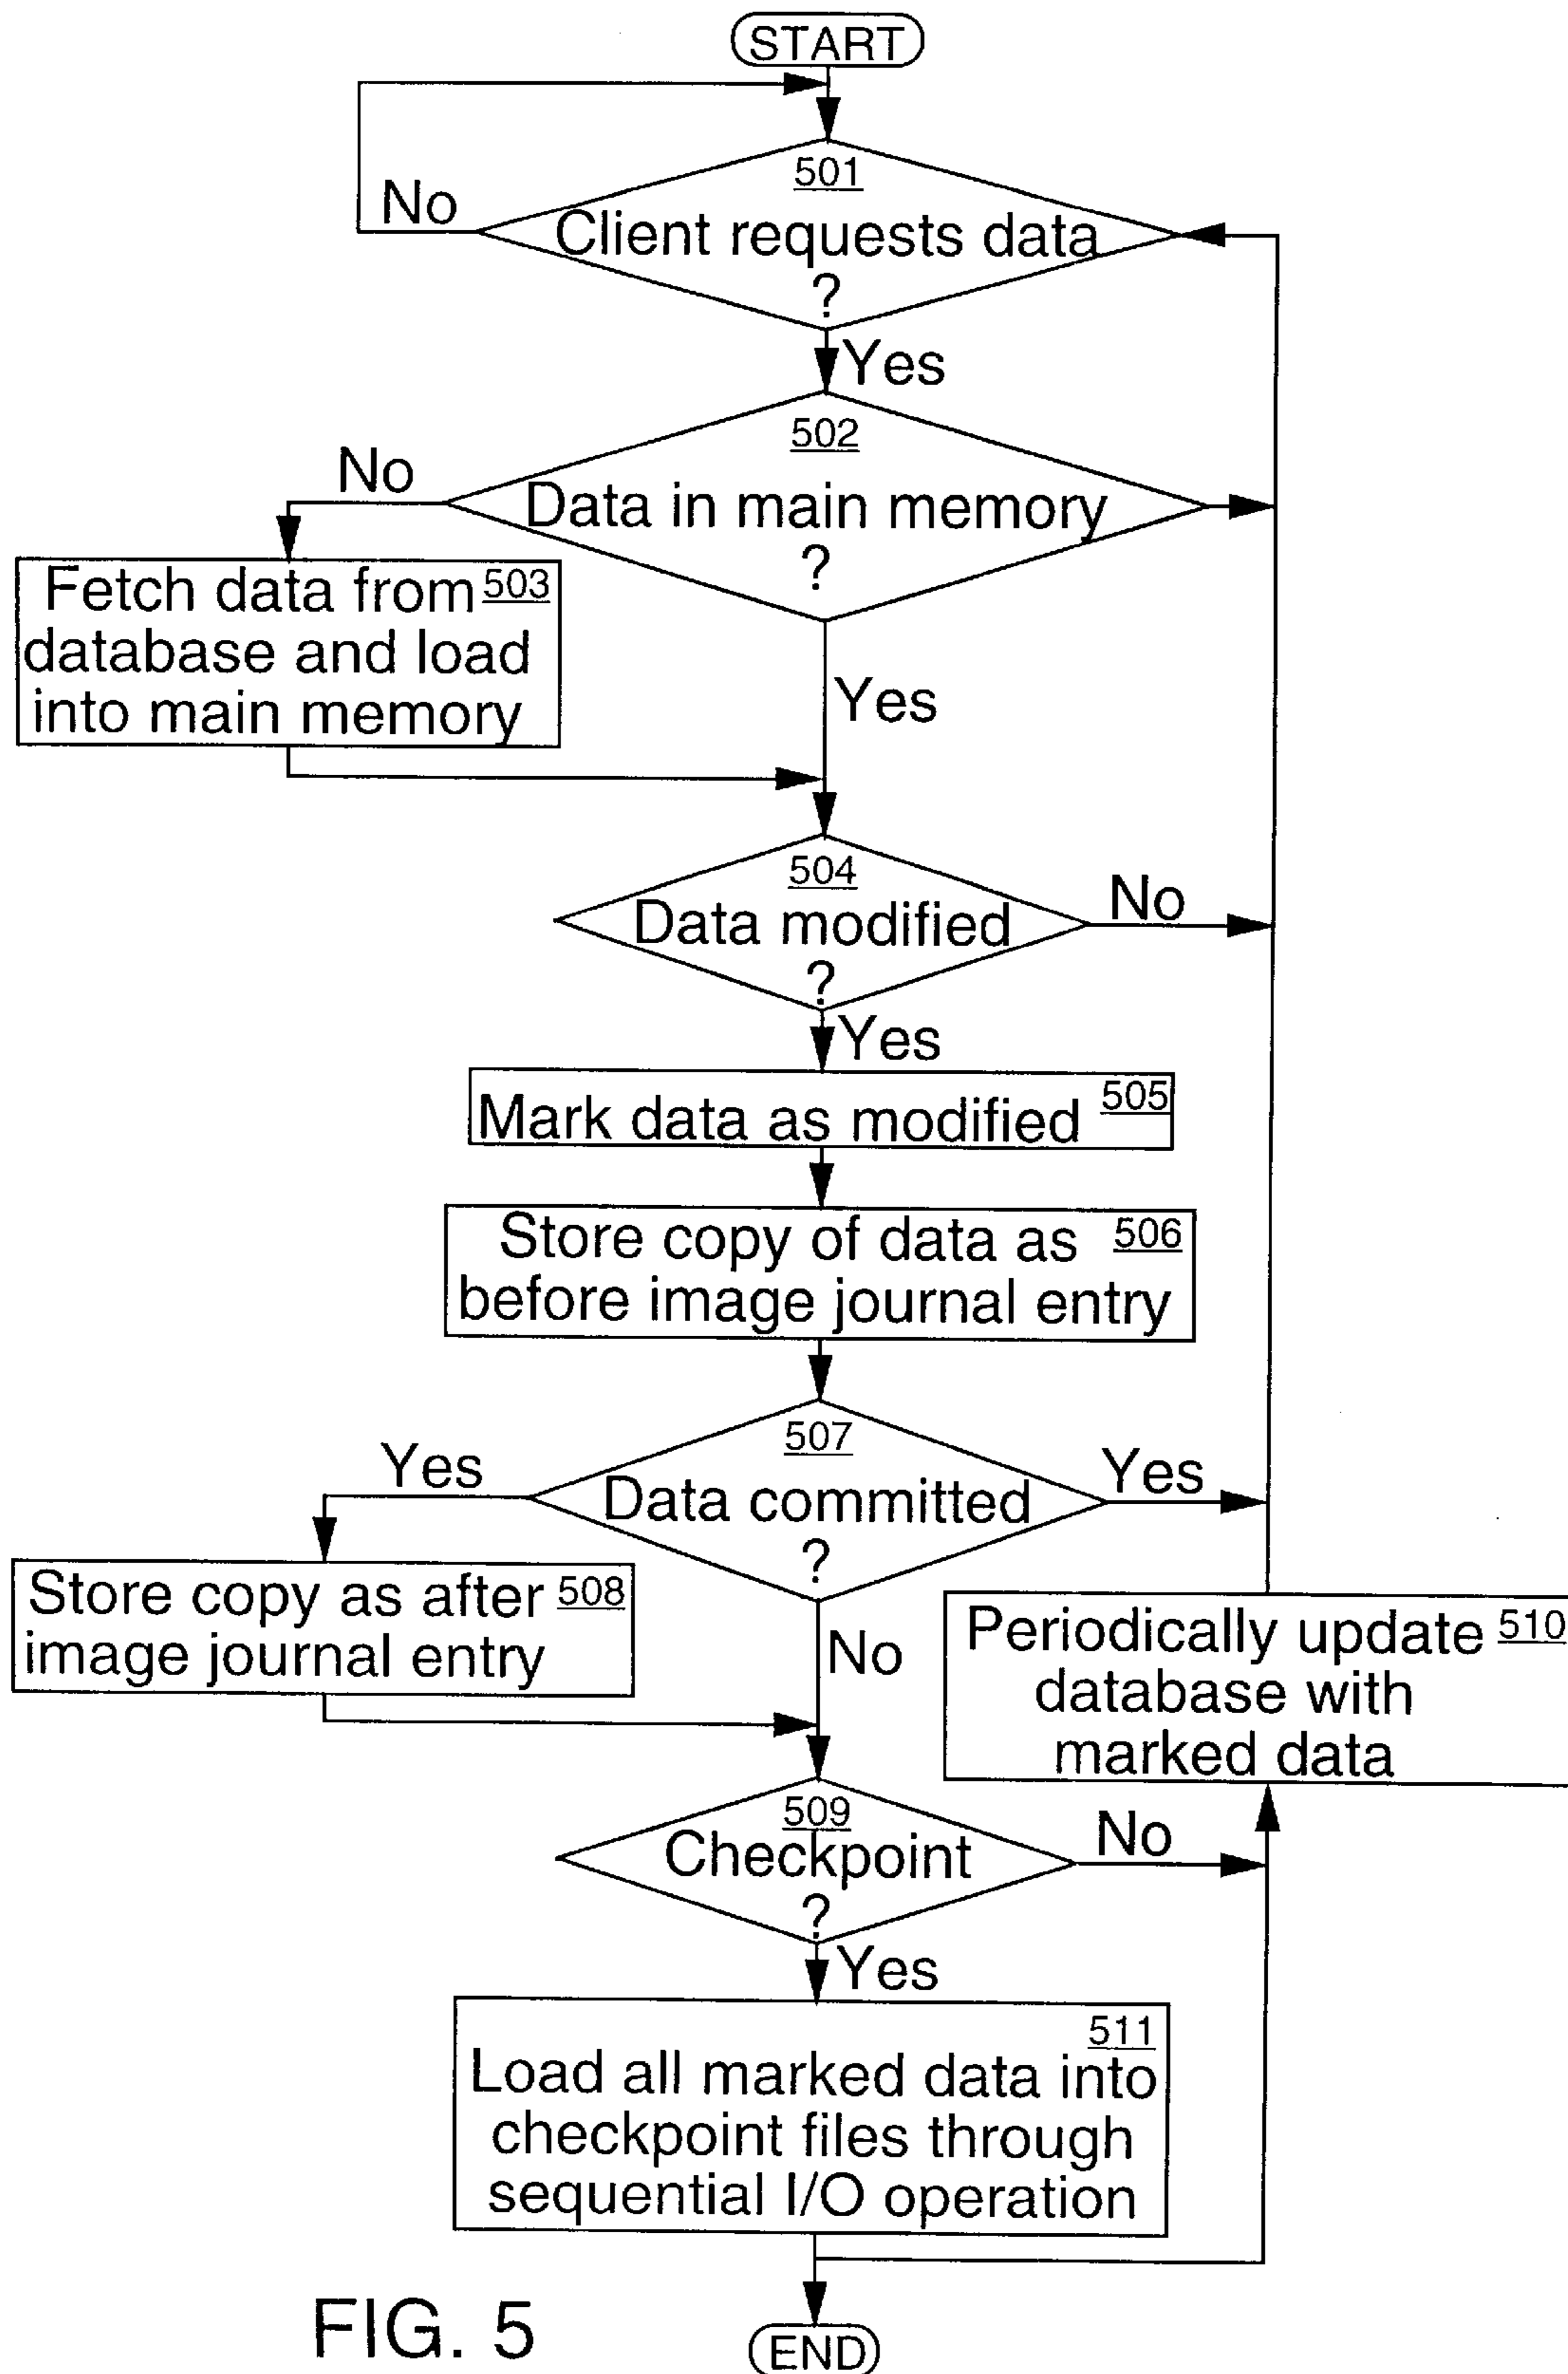 START
501
No
Client requests data
?
Yes
502
No
Data in main memory
?
Fetch data from 503
database and load
into main memory
Yes
504
No
Data modified
?
Yes
Mark data as modified 505
Store copy of data as 506
before image journal entry
507
Yes
Yes
Data committed
?
Store copy as after 508
image journal entry
No
Periodically update 510
database with
marked data
509
No
Checkpoint
?
Yes
511
Load all marked data into
checkpoint files through
sequential I/O operation
FIG. 5
END